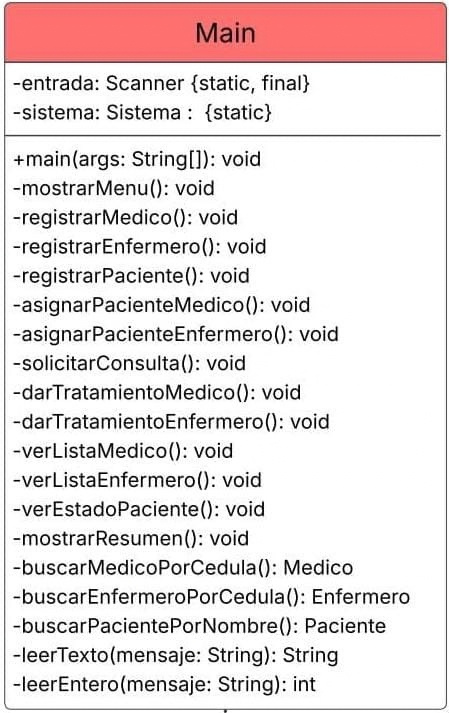 Main
-entrada: Scanner {static, final}
-sistema: Sistema :  {static}
+main(args: String[]): void
-mostrarMenu(): void
-registrarMedico(): void
-registrarEnfermero(): void
-registrarPaciente(): void
-asignarPacienteMedico(): void
-asignarPacienteEnfermero(): void
-solicitarConsulta(): void
-darTratamientoMedico(): void
-darTratamientoEnfermero(): void
-verListaMedico(): void
-verListaEnfermero(): void
-verEstadoPaciente(): void
-mostrarResumen(): void
-buscarMedicoPorCedula(): Medico
-buscarEnfermeroPorCedula(): Enfermero
-buscarPacientePorNombre(): Paciente
-leerTexto(mensaje: String): String
-leerEntero(mensaje: String): int